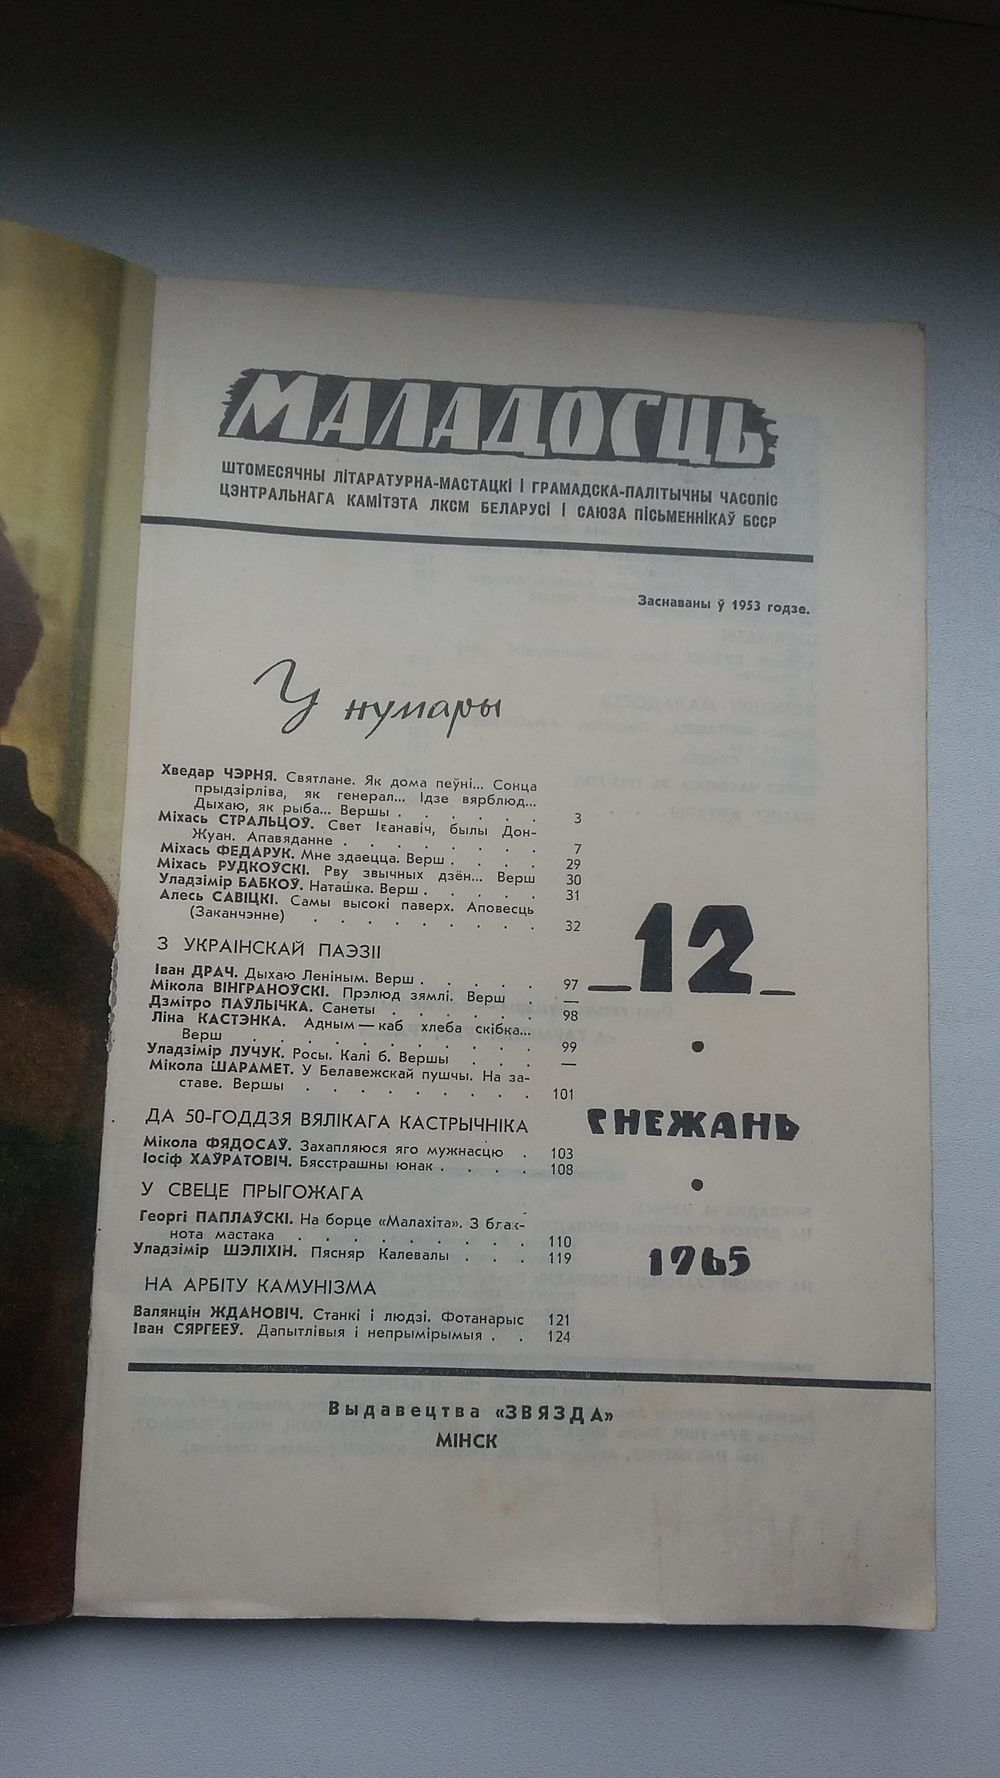 МАЛАДОСЦЬ
ШТОМЕСЯЧНЫ ЛІТАРАТУРНА-МАСТАЦКІ І ГРАМАДСКА-ПАЛІТЫЧНЫ ЧАСОПІС
ЦЭНТРАЛЬНАГА КАМІТЭТА ЛКСМ БЕЛАРУСІ І САЮЗА ПІСЬМЕННІКАЎ БССР
Заснаваны ў 1953 годзе.
У нумары
Хведар ЧЭРНЯ. Святлане. Як дома пеўні... Сонца
прыдзірліва, як генерал... Ідзе вярблюд...
Дыхаю, як рыба... Вершы . . . . . . 3
Міхась СТРАЛЬЦОЎ. Свет Іванавіч, былы Дон-
Жуан. Апавяданне . . . . . . . . 7
Міхась ФЕДАРУК. Мне здаецца. Верш . . . . 29
Міхась РУДКОЎСКІ. Рву звычных дзён... Верш 30
Уладзімір БАБКОЎ. Наташка. Верш . . . . . 31
Алесь САВІЦКІ. Самы высокі паверх. Аповесць
(Заканчэнне) . . . . . . . . . 32
З УКРАІНСКАЙ ПАЭЗІІ
Іван ДРАЧ. Дыхаю Леніным. Верш . . . . . 97
Мікола ВІНГРАНОЎСКІ. Прэлюд зямлі. Верш . —
Дзмітро ПАЎЛЫЧКА. Санеты . . . . . . 98
Ліна КАСТЭНКА. Адным — каб хлеба скібка...
Верш . . . . . . . . . . . 99
Уладзімір ЛУЧУК. Росы. Калі б. Вершы . . . —
Мікола ШАРАМЕТ. У Белавежскай пушчы. На за-
ставе. Вершы . . . . . . . . 101
ДА 50-ГОДДЗЯ ВЯЛІКАГА КАСТРЫЧНІКА
Мікола ФЯДОСАЎ. Захапляюся яго мужнасцю . 103
Іосіф ХАЎРАТОВІЧ. Бясстрашны юнак . . . . 108
У СВЕЦЕ ПРЫГОЖАГА
Георгі ПАПЛАЎСКІ. На борце «Малахіта». З блак-
нота мастака . . . . . . . . . 110
Уладзімір ШЭЛІХІН. Пясняр Калевалы . . . 119
НА АРБІТУ КАМУНІЗМА
Валянцін ЖДАНОВІЧ. Станкі і людзі. Фотанарыс 121
Іван СЯРГЕЕЎ. Дапытлівыя і непрымірымыя . . 124
12
СНЕЖАНЬ
1965
Выдавецтва «ЗВЯЗДА»
МІНСК